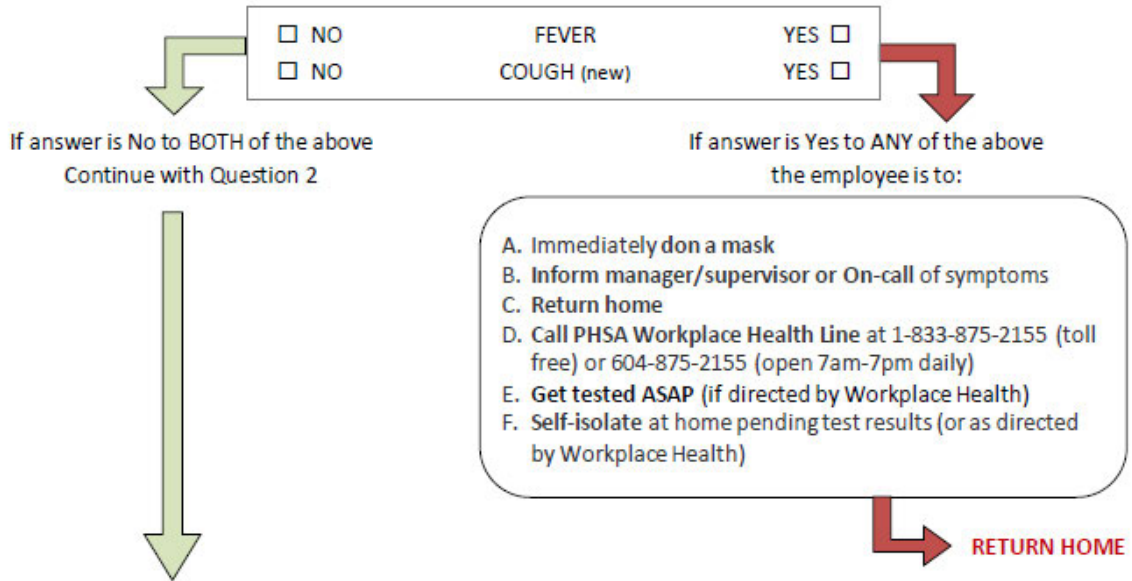 ☐ NO FEVER YES ☐
☐ NO COUGH (new) YES ☐
If answer is No to BOTH of the above
Continue with Question 2
If answer is Yes to ANY of the above
the employee is to:
A. Immediately don a mask
B. Inform manager/supervisor or On-call of symptoms
C. Return home
D. Call PHSA Workplace Health Line at 1-833-875-2155 (toll
free) or 604-875-2155 (open 7am-7pm daily)
E. Get tested ASAP (if directed by Workplace Health)
F. Self-isolate at home pending test results (or as directed
by Workplace Health)
RETURN HOME